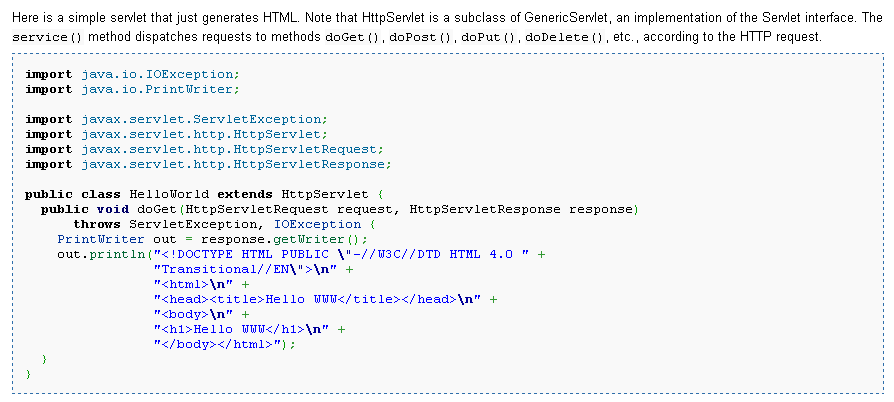 Here is a simple servlet that just generates HTML. Note that HttpServlet is a subclass of GenericServlet, an implementation of the Servlet interface. The
service() method dispatches requests to methods doGet(), doPost(), doPut(), doDelete(), etc., according to the HTTP request.
import java.io.IOException;
import java.io.PrintWriter;
import javax.servlet.ServletException;
import javax.servlet.http.HttpServlet;
import javax.servlet.http.HttpServletRequest;
import javax.servlet.http.HttpServletResponse;
public class HelloWorld extends HttpServlet {
  public void doGet(HttpServletRequest request, HttpServletResponse response)
      throws ServletException, IOException {
    PrintWriter out = response.getWriter();
    out.println("<!DOCTYPE HTML PUBLIC \"-//W3C//DTD HTML 4.0 " +
                "Transitional//EN\">\n" +
                "<html>\n" +
                "<head><title>Hello WWW</title></head>\n" +
                "<body>\n" +
                "<h1>Hello WWW</h1>\n" +
                "</body></html>");
  }
}